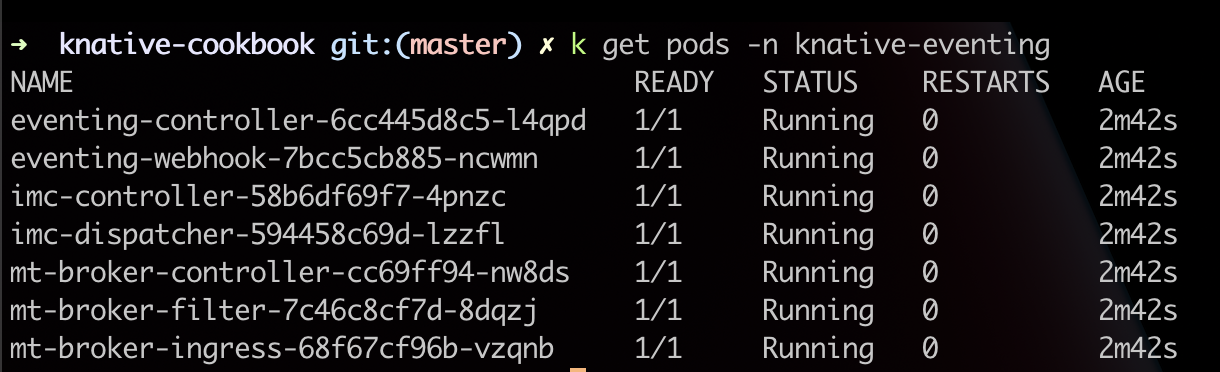 ➜  knative-cookbook git:(master) ✗ k get pods -n knative-eventing
NAME                                   READY   STATUS    RESTARTS   AGE
eventing-controller-6cc445d8c5-l4qpd   1/1     Running   0          2m42s
eventing-webhook-7bcc5cb885-ncwmn      1/1     Running   0          2m42s
imc-controller-58b6df69f7-4pnzc        1/1     Running   0          2m42s
imc-dispatcher-594458c69d-lzzfl        1/1     Running   0          2m42s
mt-broker-controller-cc69ff94-nw8ds    1/1     Running   0          2m42s
mt-broker-filter-7c46c8cf7d-8dqzj      1/1     Running   0          2m42s
mt-broker-ingress-68f67cf96b-vzqnb     1/1     Running   0          2m42s